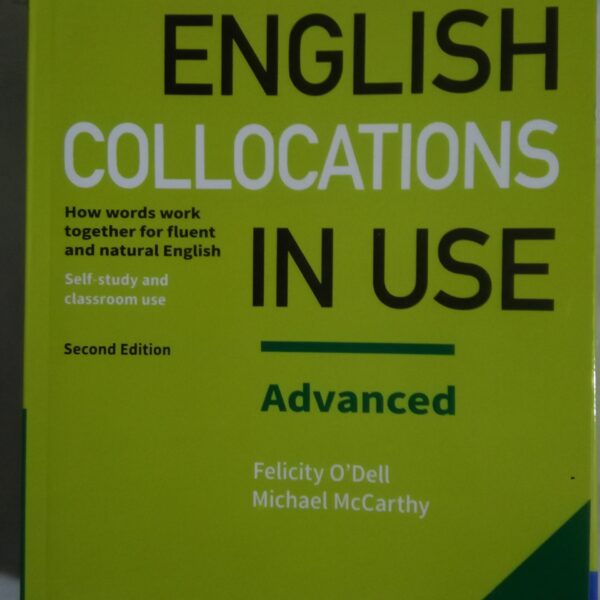 ENGLISH
COLLOCATIONS
IN USE
How words work
together for fluent
and natural English
Self-study and
classroom use
Second Edition
Advanced
Felicity O'Dell
Michael McCarthy